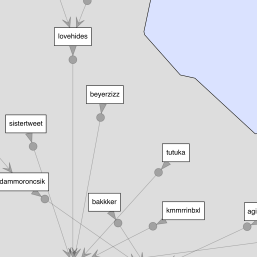 lovehides
beyerzizz
sistertweet
tutuka
dammoroncsik
bakkker
kmmrrinbxl
agi